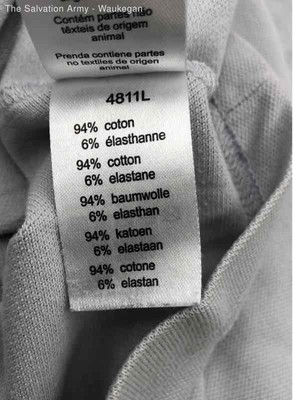 The Salvation Army - Waukegan
Contém partes não
têxteis de origem
animal
Prenda contiene partes
no textiles de origen
animal
4811L
94% coton
6% élasthanne
94% cotton
6% elastane
94% baumwolle
6% elasthan
94% katoen
6% elastaan
94% cotone
6% elastan